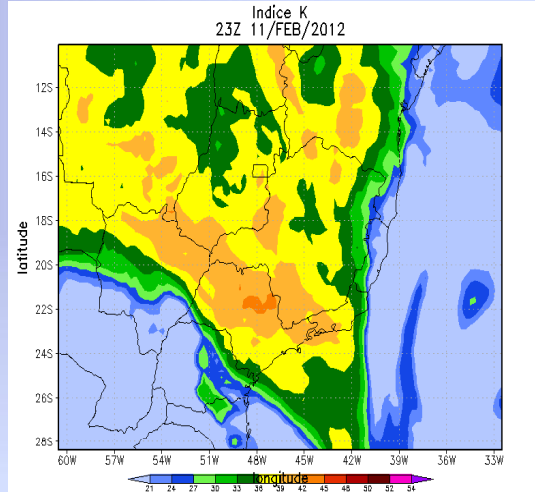 Indice K
23Z 11/FEB/2012
latitude
12S
14S
16S
18S
20S
22S
24S
26S
28S
60W 57W 54W 51W 48W 45W 42W 39W 36W 33W
longitude
21 24 27 30 33 36 39 42 45 48 50 52 54